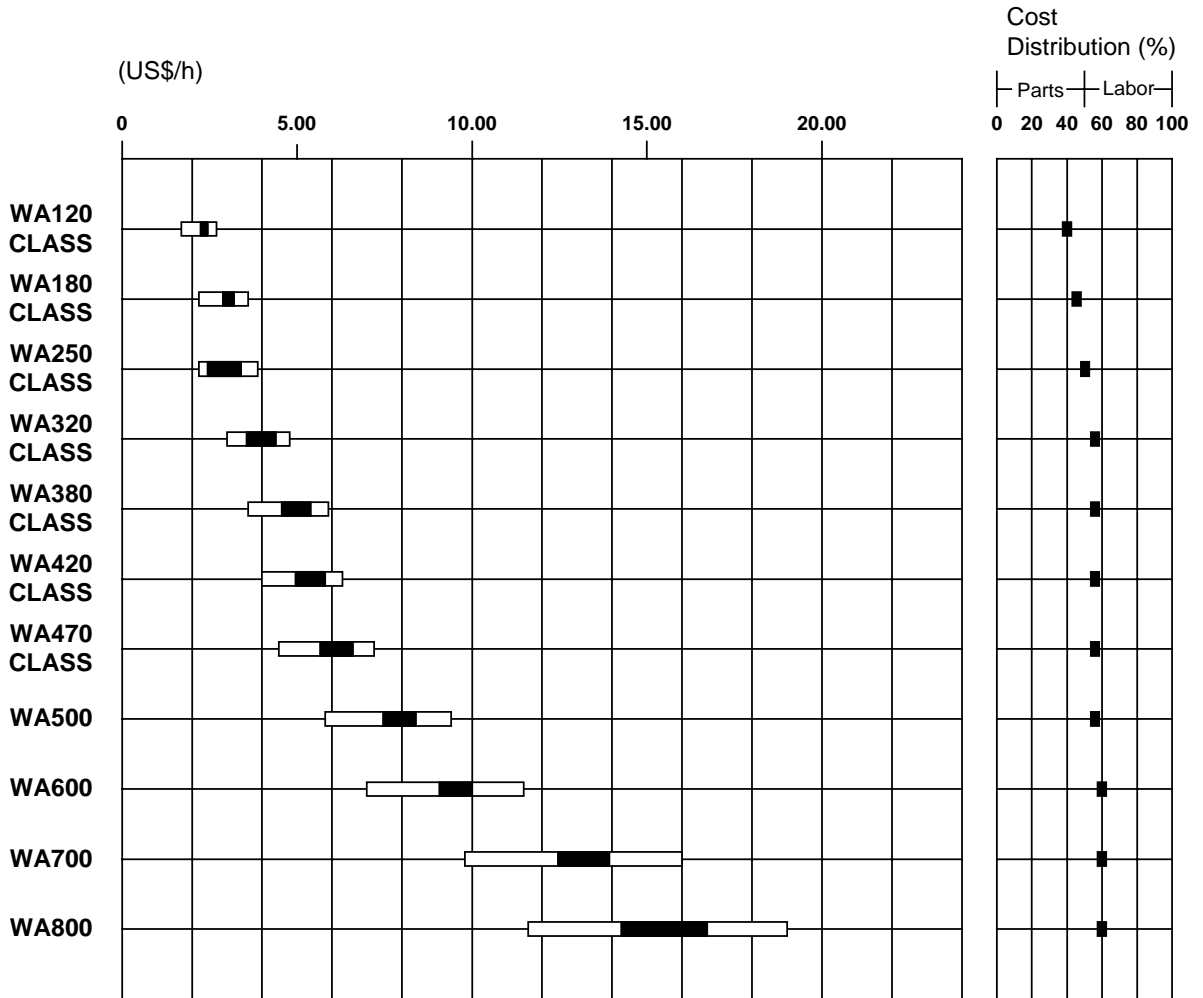 Cost
Distribution (%)
(US$/h)
Parts Labor
0 5.00 10.00 15.00 20.00 0 20 40 60 80 100
WA120
CLASS
WA180
CLASS
WA250
CLASS
WA320
CLASS
WA380
CLASS
WA420
CLASS
WA470
CLASS
WA500
WA600
WA700
WA800